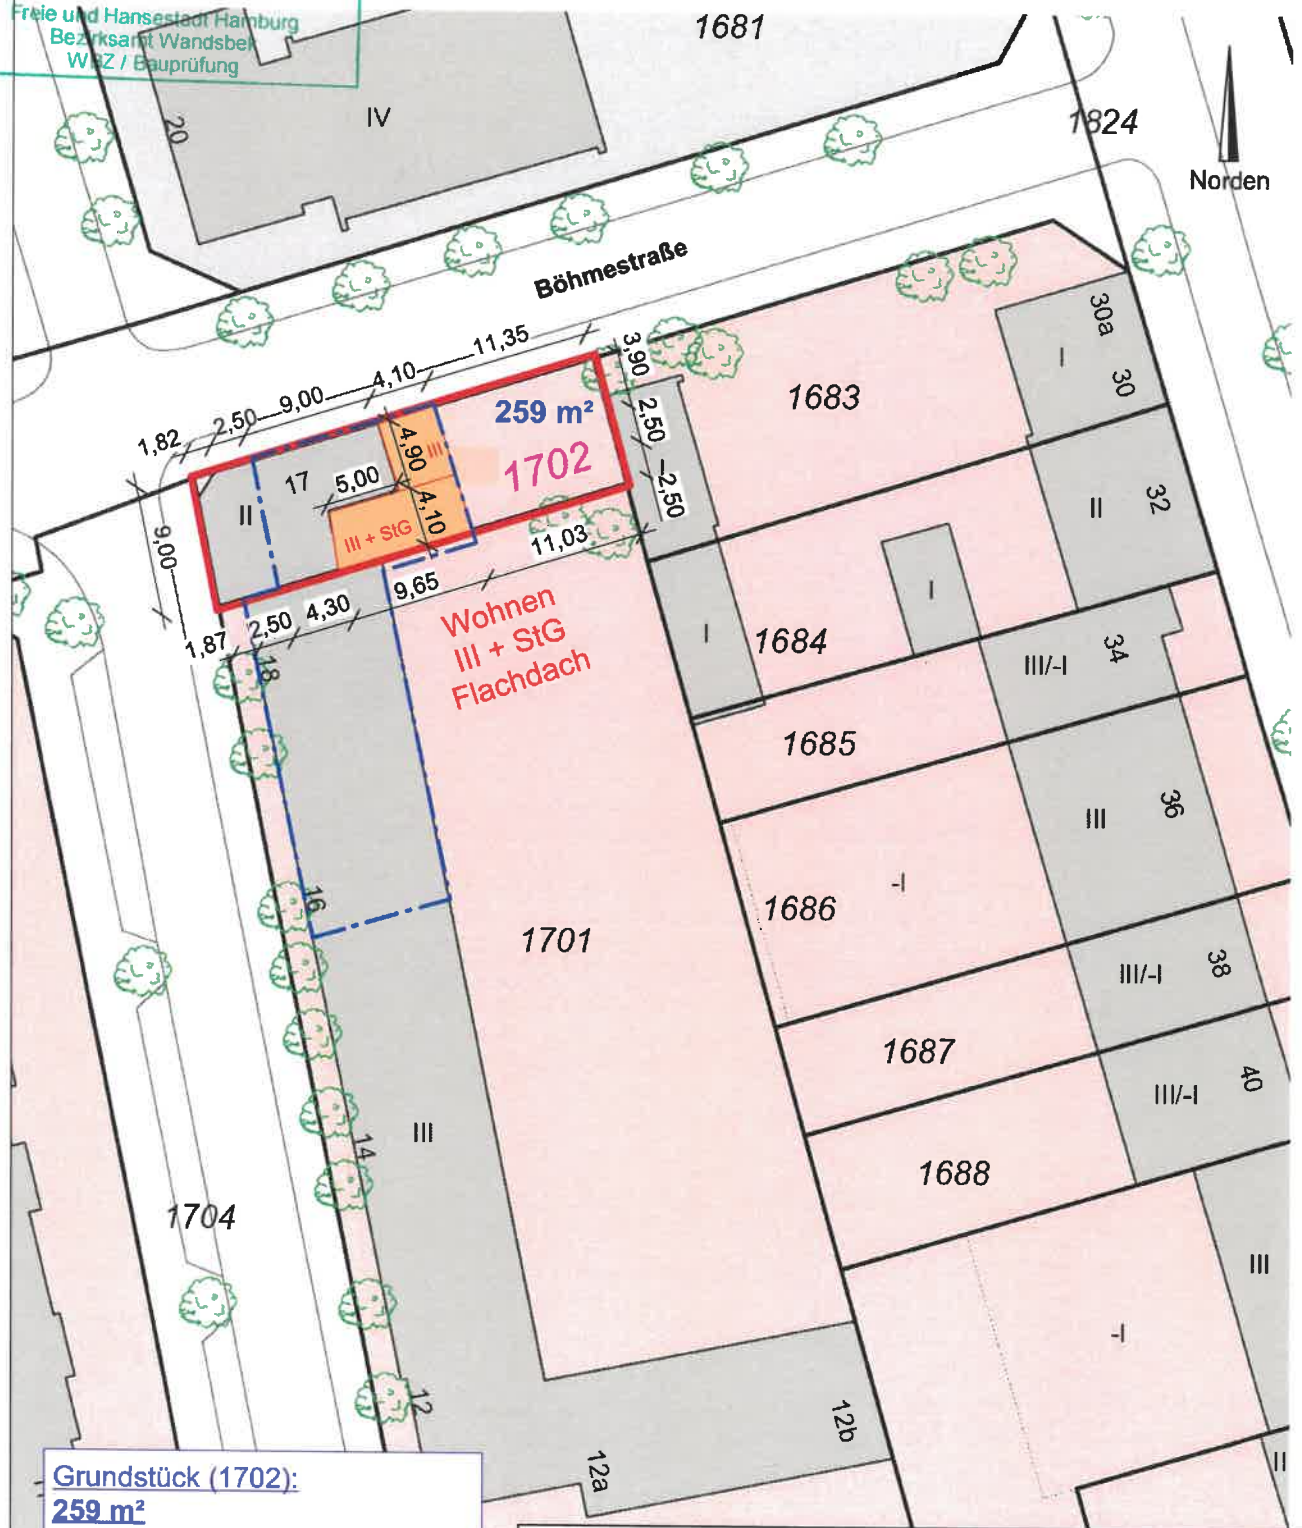 Freie und Hansestadt Hamburg
Bezirksamt Wandsbek
WBZ / Bauprüfung
1681
IV
20
1824
Norden
Böhmestraße
30a
I
30
11,35
4,10
9,00
2,50
1,82
3,90
1683
259 m²
1702
2,50
2,50
4,90
III
17
5,00
II
4,10
III + StG
9,00
11,03
9,65
4,30
2,50
1,87
II
32
I
I
1684
Wohnen
III + StG
Flachdach
III/-I
34
18
1685
III
36
16
-I
1686
1701
III/-I
38
1687
III/-I
40
III
14
1688
1704
III
-I
12
12b
12a
II
Grundstück (1702):
259 m²